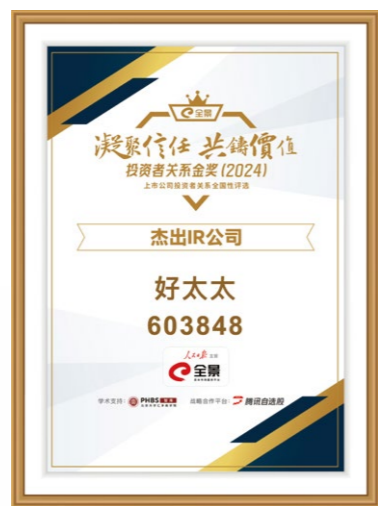 全景
凝聚信任 共鑄價值
投资者关系金奖(2024)
上市公司投资者关系全国性评选
杰出IR公司
好太太
603848
人民日报 主管
全景
学术支持: PHBS 战略合作平台: 腾讯自选股